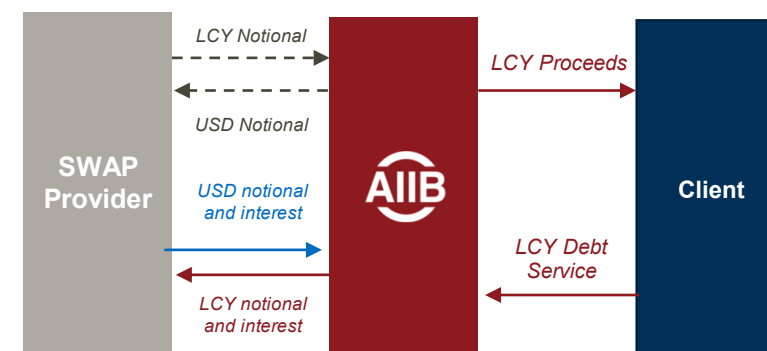 LCY Notional
LCY Proceeds
USD Notional
SWAP
Provider
AIIB
Client
USD notional
and interest
LCY Debt
Service
LCY notional
and interest